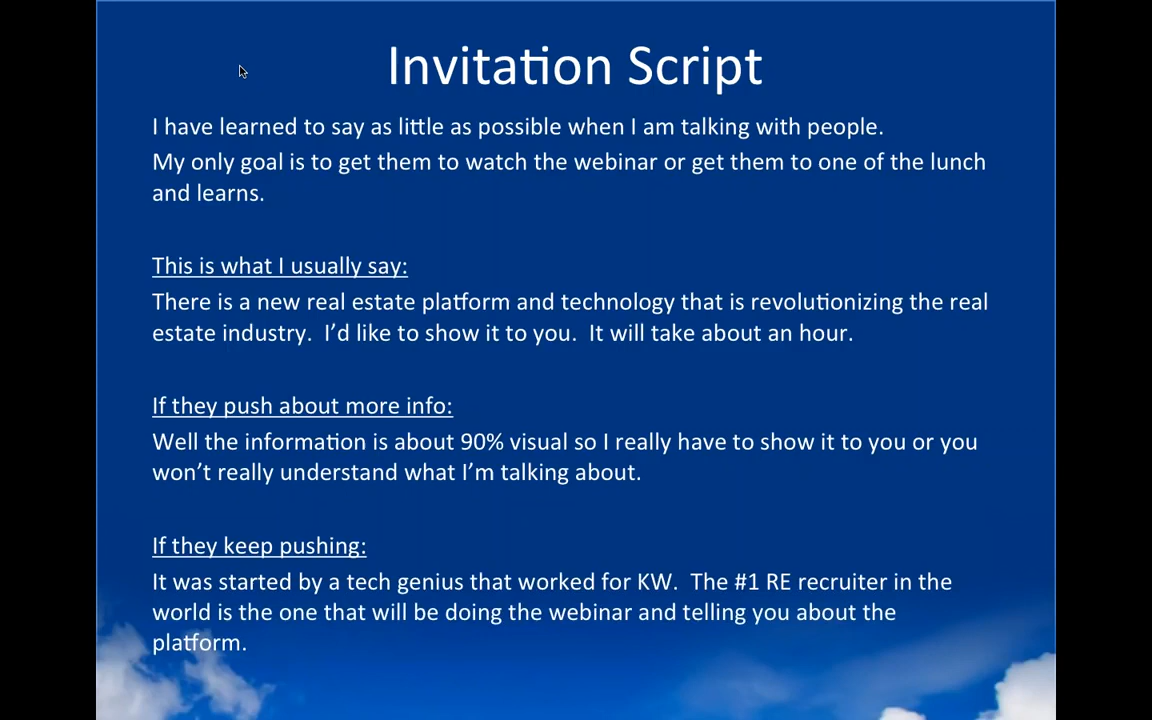 Invitation Script
I have learned to say as little as possible when I am talking with people.
My only goal is to get them to watch the webinar or get them to one of the lunch
and learns.
This is what I usually say:
There is a new real estate platform and technology that is revolutionizing the real
estate industry.  I’d like to show it to you.  It will take about an hour.
If they push about more info:
Well the information is about 90% visual so I really have to show it to you or you
won’t really understand what I’m talking about.
If they keep pushing:
It was started by a tech genius that worked for KW.  The #1 RE recruiter in the
world is the one that will be doing the webinar and telling you about the
platform.